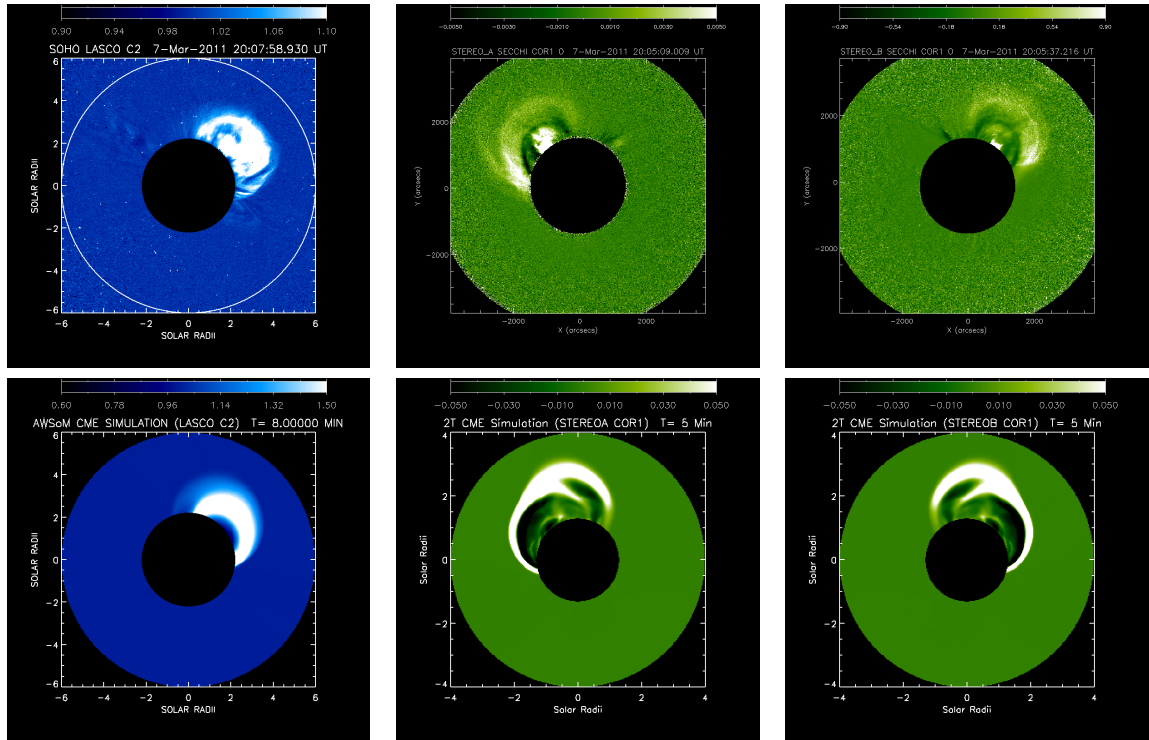 0.90 0.94 0.98 1.02 1.06 1.10
SOHO LASCO C2 7-Mar-2011 20:07:58.930 UT
6
4
2
0
-2
-4
-6
SOLAR RADII
-6 -4 -2 0 2 4 6
SOLAR RADII
-0.0050 -0.0030 -0.0010 0.0010 0.0030 0.0050
STEREO_A SECCHI COR1 0 7-Mar-2011 20:05:09.009 UT
2000
0
-2000
Y (arcsecs)
-2000 0 2000
X (arcsecs)
-0.90 -0.54 -0.18 0.18 0.54 0.90
STEREO_B SECCHI COR1 0 7-Mar-2011 20:05:37.216 UT
2000
0
-2000
Y (arcsecs)
-2000 0 2000
X (arcsecs)
0.60 0.78 0.96 1.14 1.32 1.50
AWSoM CME SIMULATION (LASCO C2) T= 8.00000 MIN
6
4
2
0
-2
-4
-6
SOLAR RADII
-6 -4 -2 0 2 4 6
SOLAR RADII
-0.050 -0.030 -0.010 0.010 0.030 0.050
2T CME Simulation (STEREOA COR1) T= 5 Min
4
2
0
-2
-4
Solar Radii
-4 -2 0 2 4
Solar Radii
-0.050 -0.030 -0.010 0.010 0.030 0.050
2T CME Simulation (STEREOB COR1) T= 5 Min
4
2
0
-2
-4
Solar Radii
-4 -2 0 2 4
Solar Radii